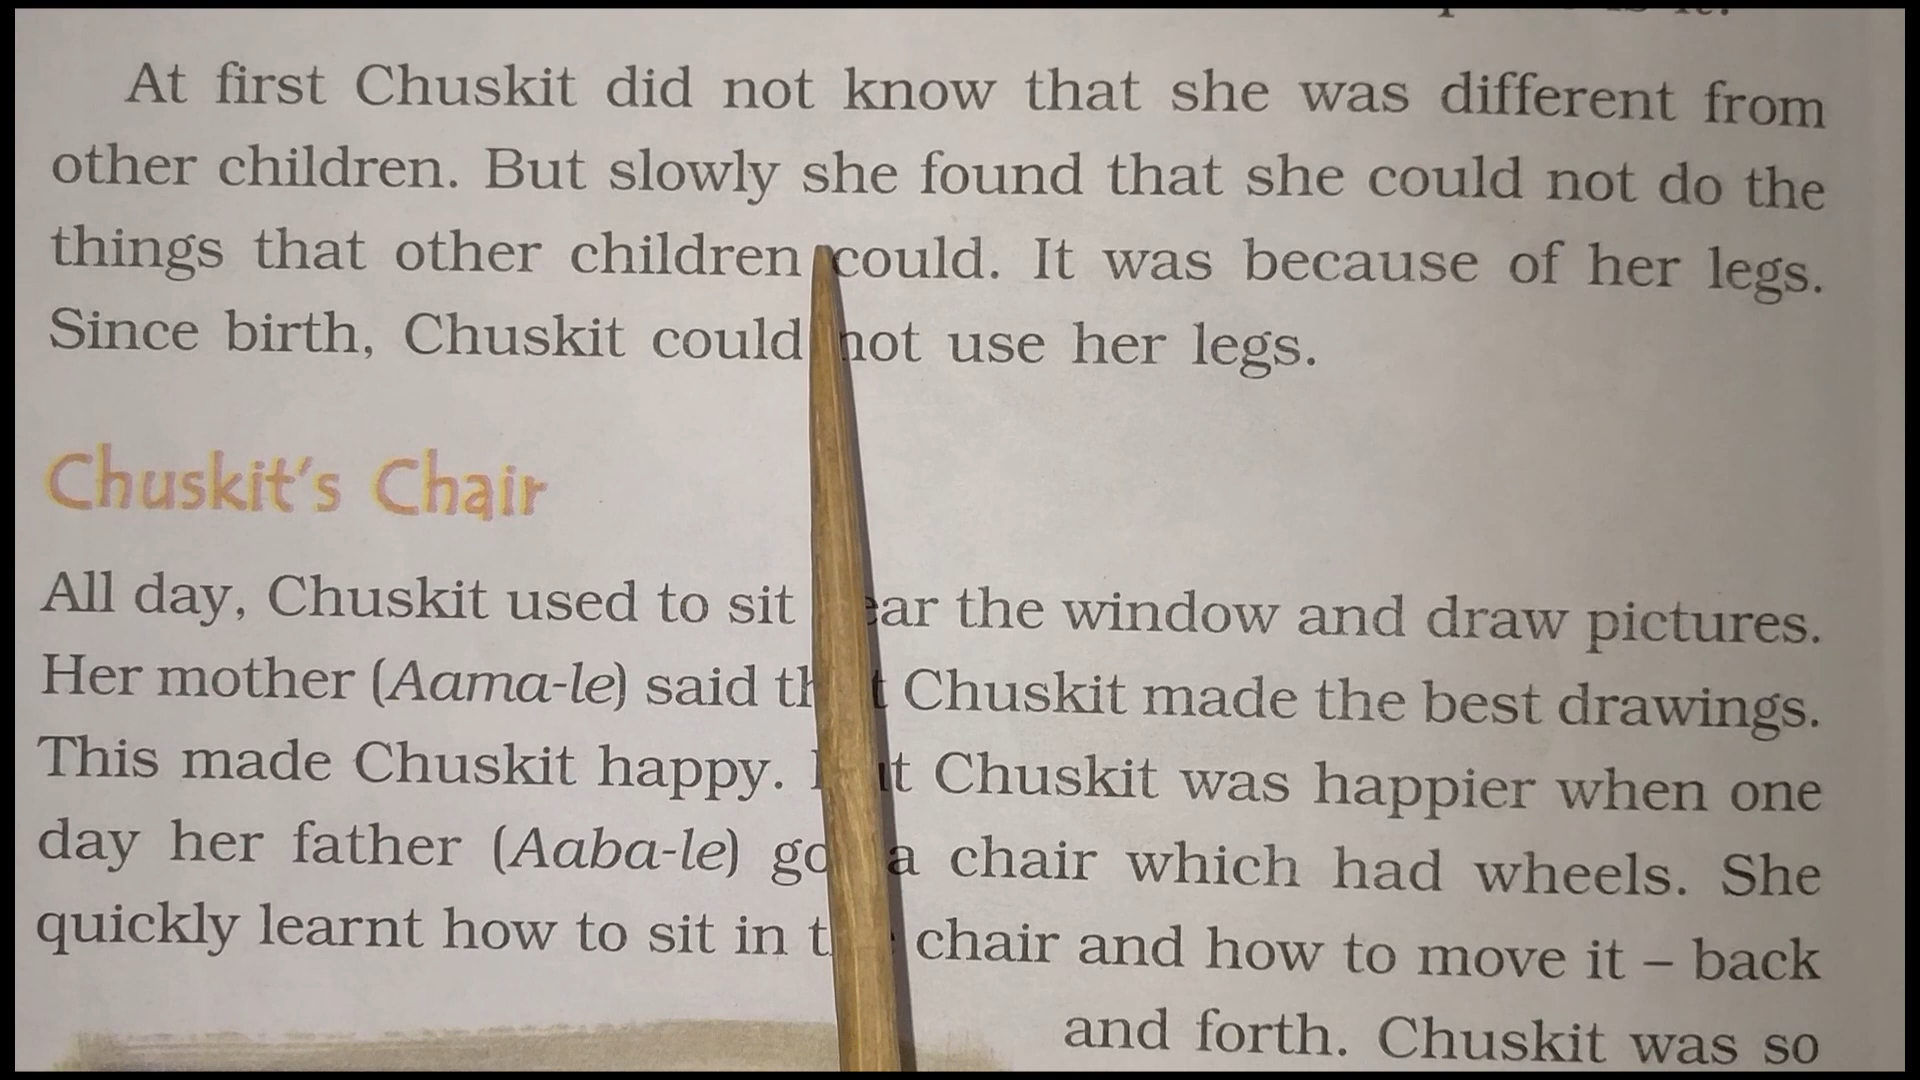 At first Chuskit did not know that she was different from
other children. But slowly she found that she could not do the
things that other children could. It was because of her legs.
Since birth, Chuskit could not use her legs.
Chuskit's Chair
All day, Chuskit used to sit the window and draw pictures.
Her mother (Aama-le) said Chuskit made the best drawings.
This made Chuskit happy. Chuskit was happier when one
day her father (Aaba-le) a chair which had wheels. She
quickly learnt how to sit in chair and how to move it – back
and forth. Chuskit was so